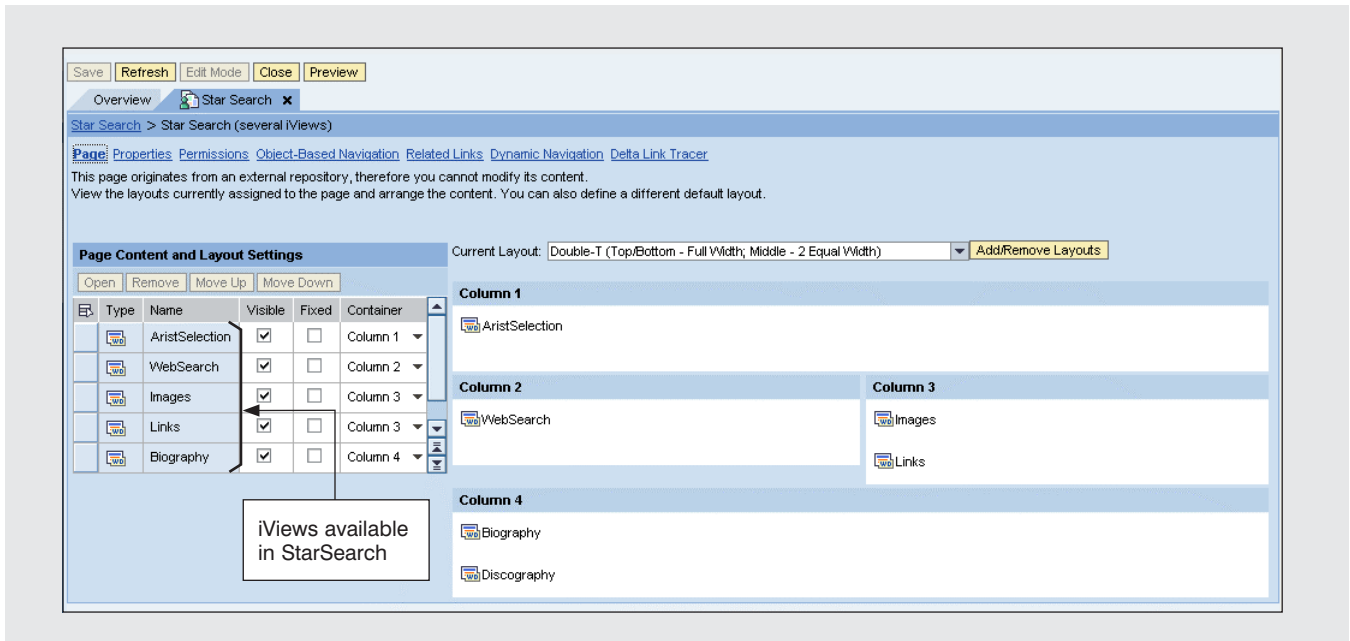 Save Refresh Edit Mode Close Preview
Overview Star Search
Star Search > Star Search (several iViews)
Page Properties Permissions Object-Based Navigation Related Links Dynamic Navigation Delta Link Tracer
This page originates from an external repository, therefore you cannot modify its content.
View the layouts currently assigned to the page and arrange the content. You can also define a different default layout.
Page Content and Layout Settings
Open Remove Move Up Move Down
Type Name Visible Fixed Container
AristSelection Column 1
WebSearch Column 2
Images Column 3
Links Column 3
Biography Column 4
iViews available
in StarSearch
Current Layout: Double-T (Top/Bottom - Full Width; Middle - 2 Equal Width) Add/Remove Layouts
Column 1
AristSelection
Column 2
WebSearch
Column 3
Images
Links
Column 4
Biography
Discography